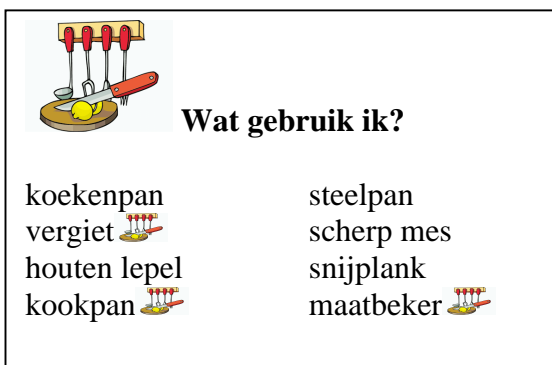 Wat gebruik ik?
koekenpan
vergiet
houten lepel
kookpan
steelpan
scherp mes
snijplank
maatbeker